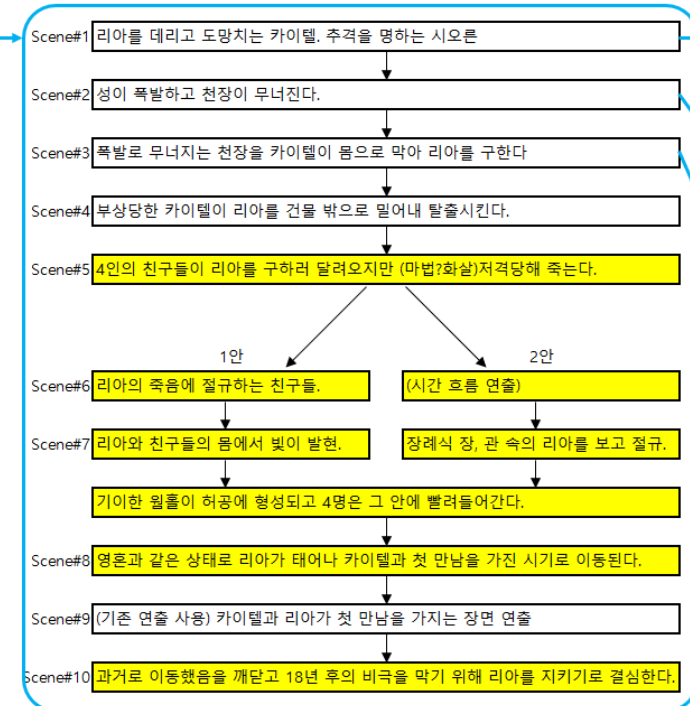 Scene#1 리아를 데리고 도망치는 카이텔. 추격을 명하는 시오른
Scene#2 성이 폭발하고 천장이 무너진다.
Scene#3 폭발로 무너지는 천장을 카이텔이 몸으로 막아 리아를 구한다
Scene#4 부상당한 카이텔이 리아를 건물 밖으로 밀어내 탈출시킨다.
Scene#5 4인의 친구들이 리아를 구하러 달려오지만 (마법?화살)저격당해 죽는다.
1안 2안
Scene#6 리아의 죽음에 절규하는 친구들. (시간 흐름 연출)
Scene#7 리아와 친구들의 몸에서 빛이 발현. 장례식 장, 관 속의 리아를 보고 절규.
기이한 웜홀이 허공에 형성되고 4명은 그 안에 빨려들어간다.
Scene#8 영혼과 같은 상태로 리아가 태어나 카이텔과 첫 만남을 가진 시기로 이동된다.
Scene#9 (기존 연출 사용) 카이텔과 리아가 첫 만남을 가지는 장면 연출
Scene#10 과거로 이동했음을 깨닫고 18년 후의 비극을 막기 위해 리아를 지키기로 결심한다.